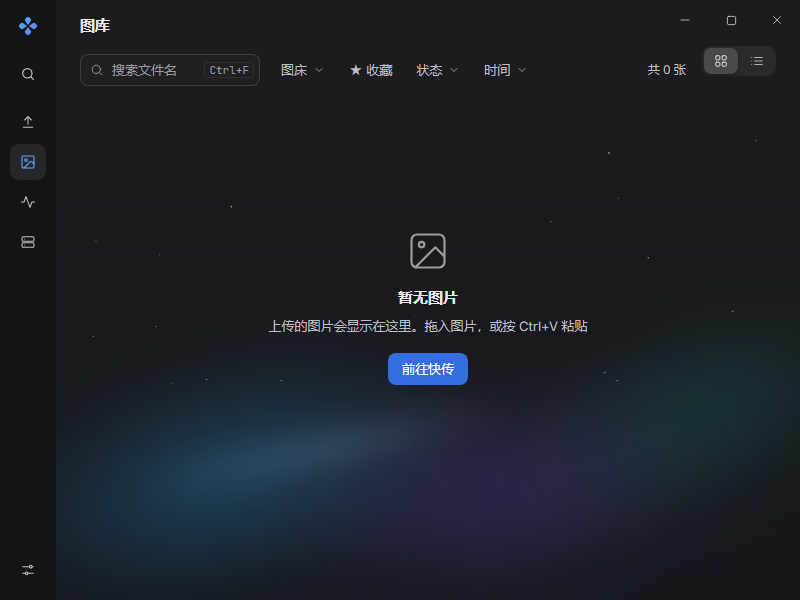 图库
搜索文件名 Ctrl+F 图床 ★ 收藏 状态 时间 共 0 张
暂无图片
上传的图片会显示在这里。拖入图片，或按 Ctrl+V 粘贴
前往快传